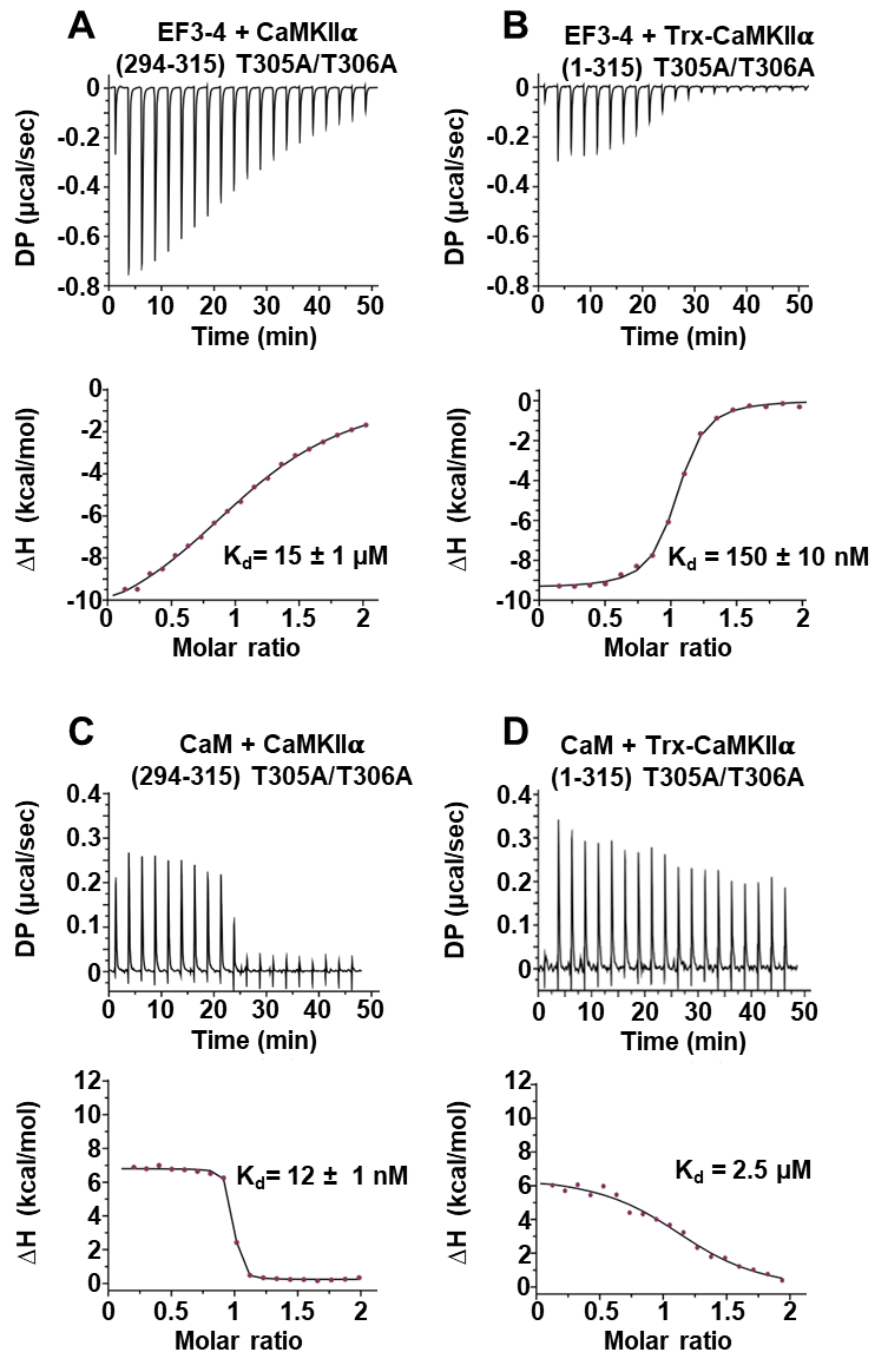 A
EF3-4 + CaMKIIα
(294-315) T305A/T306A
DP (µcal/sec)
0
-0.2
-0.4
-0.6
-0.8
0 10 20 30 40 50
Time (min)
ΔH (kcal/mol)
0
-2
-4
-6
-8
-10
K_d= 15 ± 1 µM
0 0.5 1 1.5 2
Molar ratio
B
EF3-4 + Trx-CaMKIIα
(1-315) T305A/T306A
DP (µcal/sec)
0
-0.2
-0.4
-0.6
-0.8
0 10 20 30 40 50
Time (min)
ΔH (kcal/mol)
0
-2
-4
-6
-8
-10
K_d = 150 ± 10 nM
0 0.5 1 1.5 2
Molar ratio
C
CaM + CaMKIIα
(294-315) T305A/T306A
DP (µcal/sec)
0.4
0.3
0.2
0.1
0
0 10 20 30 40 50
Time (min)
ΔH (kcal/mol)
12
10
8
6
4
2
0
K_d= 12 ± 1 nM
0 0.5 1 1.5 2
Molar ratio
D
CaM + Trx-CaMKIIα
(1-315) T305A/T306A
DP (µcal/sec)
0.4
0.3
0.2
0.1
0
0 10 20 30 40 50
Time (min)
ΔH (kcal/mol)
12
10
8
6
4
2
0
K_d = 2.5 µM
0 0.5 1 1.5 2
Molar ratio